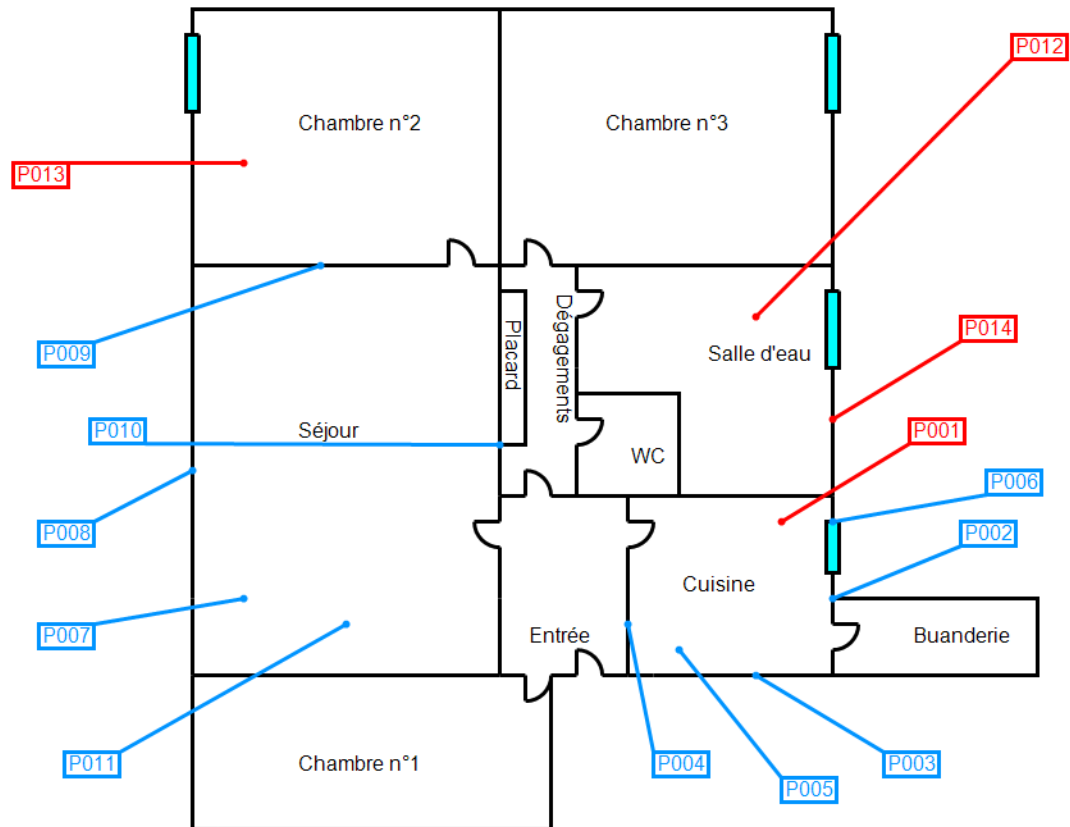 P012
Chambre n°2
Chambre n°3
P013
Placard
Dégagements
P014
P009
Salle d'eau
P010
Séjour
P001
WC
P006
P008
P002
Cuisine
P007
Entrée
Buanderie
P011
Chambre n°1
P004
P003
P005